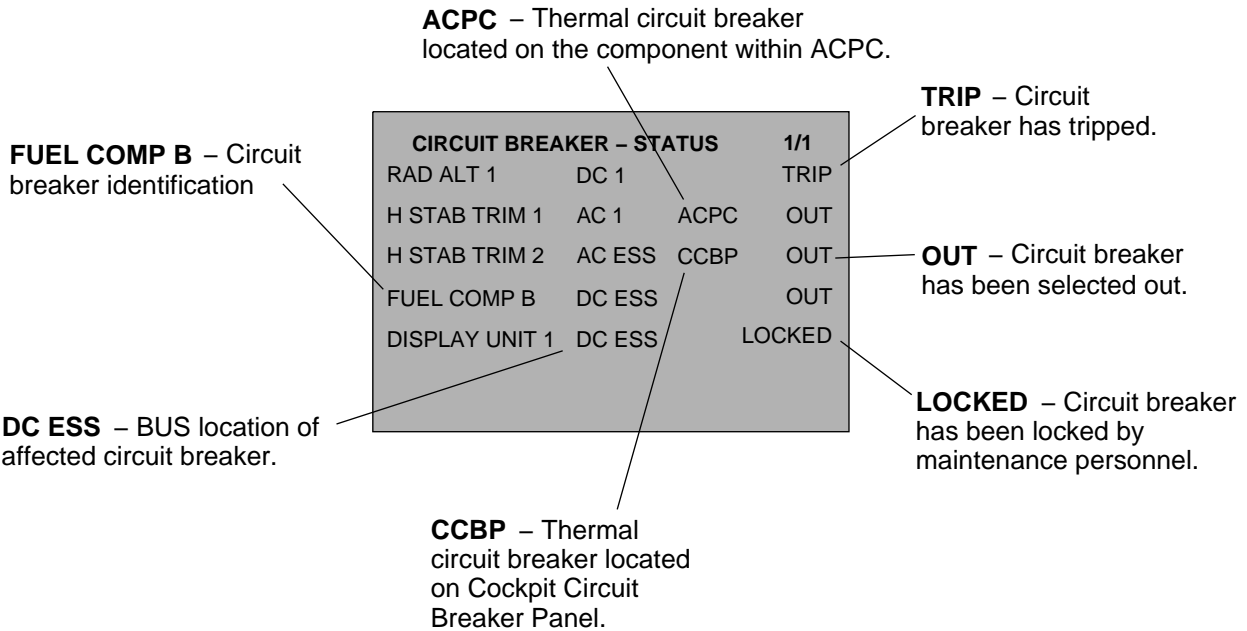 ACPC – Thermal circuit breaker
located on the component within ACPC.
TRIP – Circuit
breaker has tripped.
FUEL COMP B – Circuit
breaker identification
CIRCUIT BREAKER – STATUS 1/1
RAD ALT 1 DC 1 TRIP
H STAB TRIM 1 AC 1 ACPC OUT
H STAB TRIM 2 AC ESS CCBP OUT
FUEL COMP B DC ESS OUT
DISPLAY UNIT 1 DC ESS LOCKED
OUT – Circuit breaker
has been selected out.
DC ESS – BUS location of
affected circuit breaker.
LOCKED – Circuit breaker
has been locked by
maintenance personnel.
CCBP – Thermal
circuit breaker located
on Cockpit Circuit
Breaker Panel.